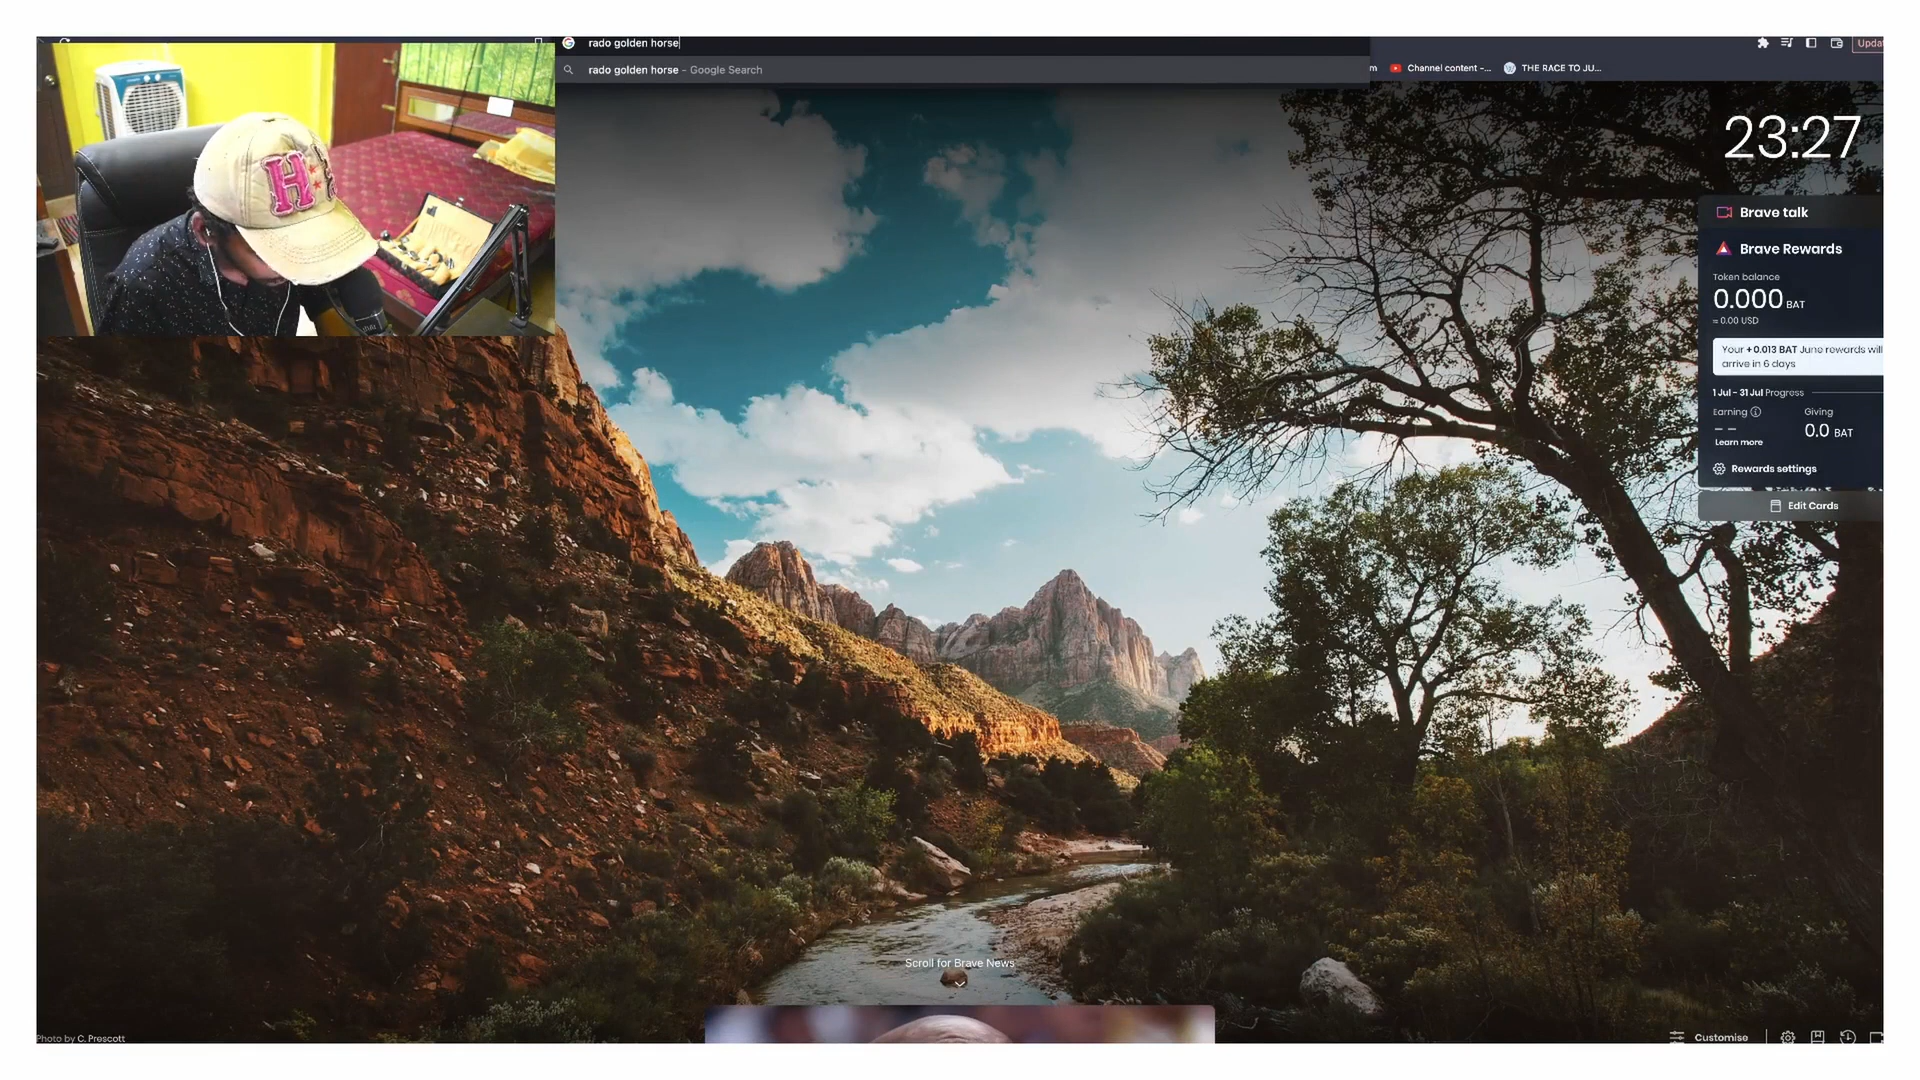 rado golden horse
rado golden horse – Google Search
Upda
m
Channel content -...
THE RACE TO JU...
23:27
Brave talk
Brave Rewards
Token balance
0.000 BAT
≈ 0.00 USD
Your +0.013 BAT June rewards will
arrive in 6 days
1 Jul - 31 Jul Progress
Earning
Giving
– –
0.0 BAT
Learn more
Rewards settings
Edit Cards
H
Scroll for Brave News
Photo by C. Prescott
Customise